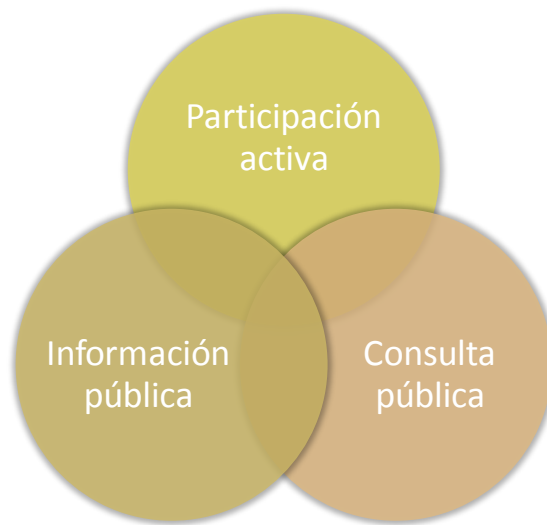 Participación
activa
Información
pública
Consulta
pública